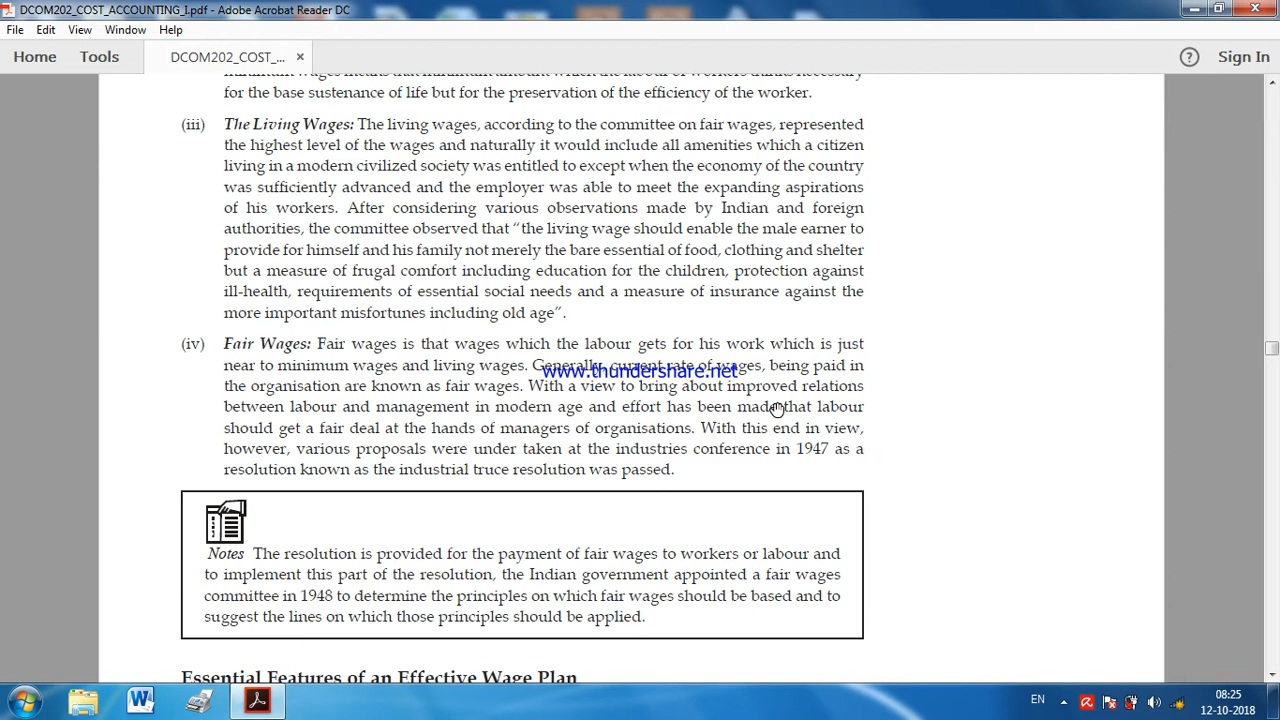 DCOM202_COST_ACCOUNTING_I.pdf - Adobe Acrobat Reader DC
File Edit View Window Help
Home Tools DCOM202_COST_... × ? Sign In
minimum wages means that minimum amount which the labour or workers thinks necessary
for the base sustenance of life but for the preservation of the efficiency of the worker.
(iii) The Living Wages: The living wages, according to the committee on fair wages, represented
the highest level of the wages and naturally it would include all amenities which a citizen
living in a modern civilized society was entitled to except when the economy of the country
was sufficiently advanced and the employer was able to meet the expanding aspirations
of his workers. After considering various observations made by Indian and foreign
authorities, the committee observed that “the living wage should enable the male earner to
provide for himself and his family not merely the bare essential of food, clothing and shelter
but a measure of frugal comfort including education for the children, protection against
ill-health, requirements of essential social needs and a measure of insurance against the
more important misfortunes including old age”.
(iv) Fair Wages: Fair wages is that wages which the labour gets for his work which is just
near to minimum wages and living wages. Generally, current rate of wages, being paid in
www.thundershare.net
the organisation are known as fair wages. With a view to bring about improved relations
between labour and management in modern age and effort has been made that labour
should get a fair deal at the hands of managers of organisations. With this end in view,
however, various proposals were under taken at the industries conference in 1947 as a
resolution known as the industrial truce resolution was passed.
Notes The resolution is provided for the payment of fair wages to workers or labour and
to implement this part of the resolution, the Indian government appointed a fair wages
committee in 1948 to determine the principles on which fair wages should be based and to
suggest the lines on which those principles should be applied.
Essential Features of an Effective Wage Plan
EN 08:25
12-10-2018